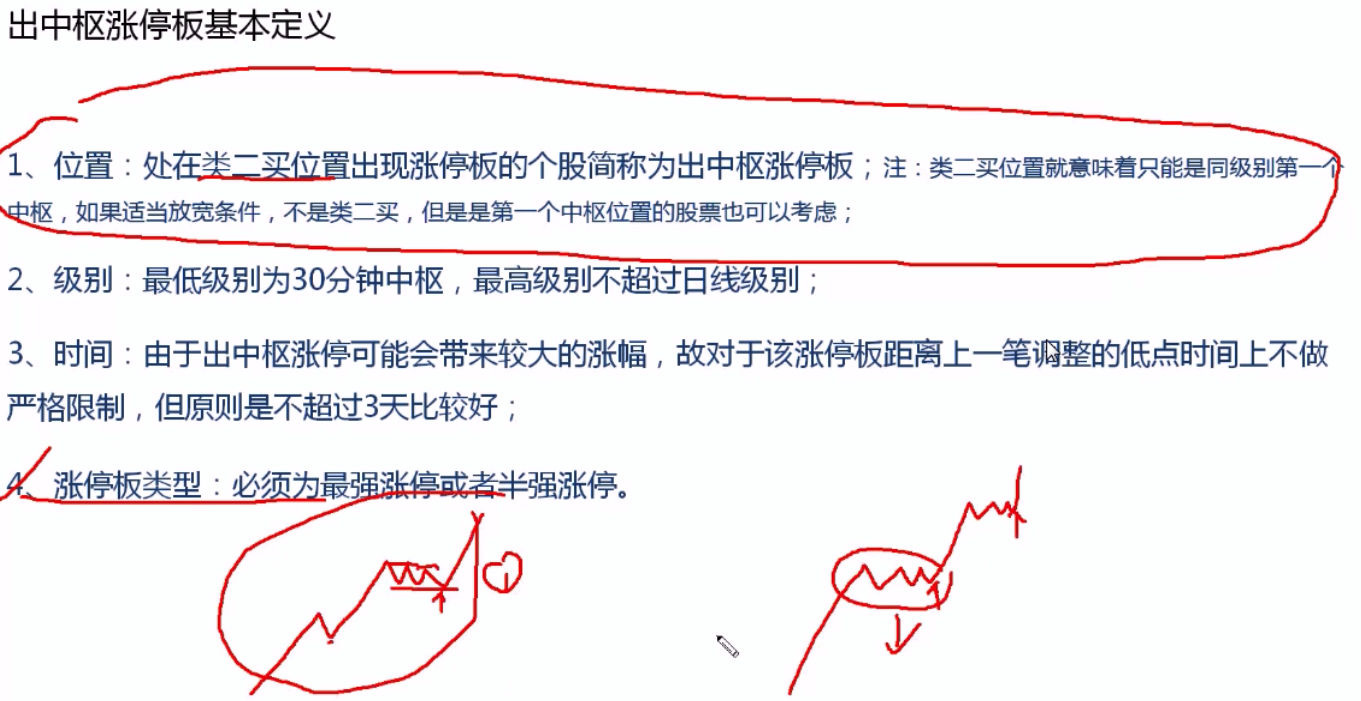 出中枢涨停板基本定义
1、位置：处在类二买位置出现涨停板的个股简称为出中枢涨停板；注：类二买位置就意味着只能是同级别第一个
中枢，如果适当放宽条件，不是类二买，但是是第一个中枢位置的股票也可以考虑；
2、级别：最低级别为30分钟中枢，最高级别不超过日线级别；
3、时间：由于出中枢涨停可能会带来较大的涨幅，故对于该涨停板距离上一笔调整的低点时间上不做
严格限制，但原则是不超过3天比较好；
4、涨停板类型：必须为最强涨停或者半强涨停。